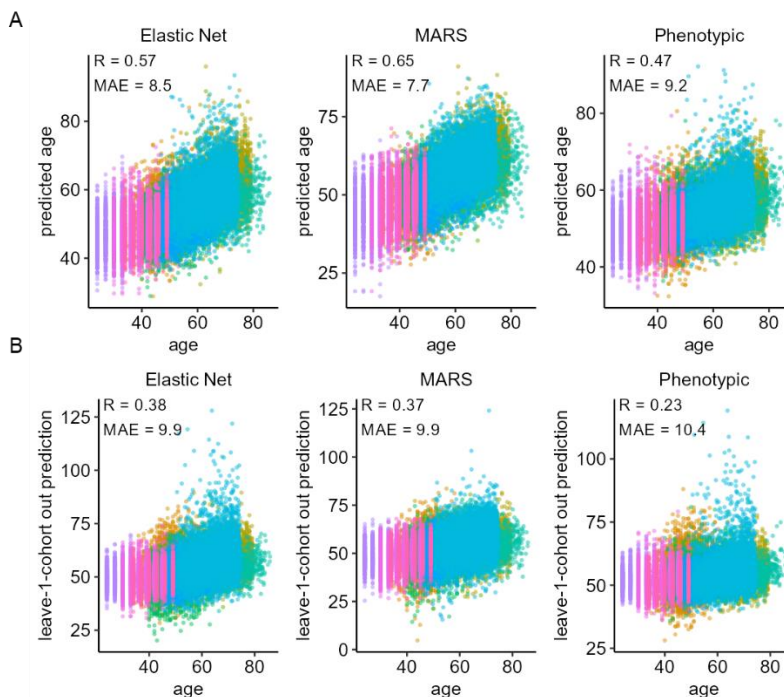 A
Elastic Net
MARS
Phenotypic
R = 0.57
MAE = 8.5
R = 0.65
MAE = 7.7
R = 0.47
MAE = 9.2
predicted age
80
60
40
predicted age
75
50
25
predicted age
80
60
40
40 60 80
40 60 80
40 60 80
age
age
age
B
Elastic Net
MARS
Phenotypic
R = 0.38
MAE = 9.9
R = 0.37
MAE = 9.9
R = 0.23
MAE = 10.4
leave-1-cohort out prediction
125
100
75
50
25
leave-1-cohort out prediction
125
100
75
50
25
0
leave-1-cohort out prediction
100
75
50
25
40 60 80
40 60 80
40 60 80
age
age
age